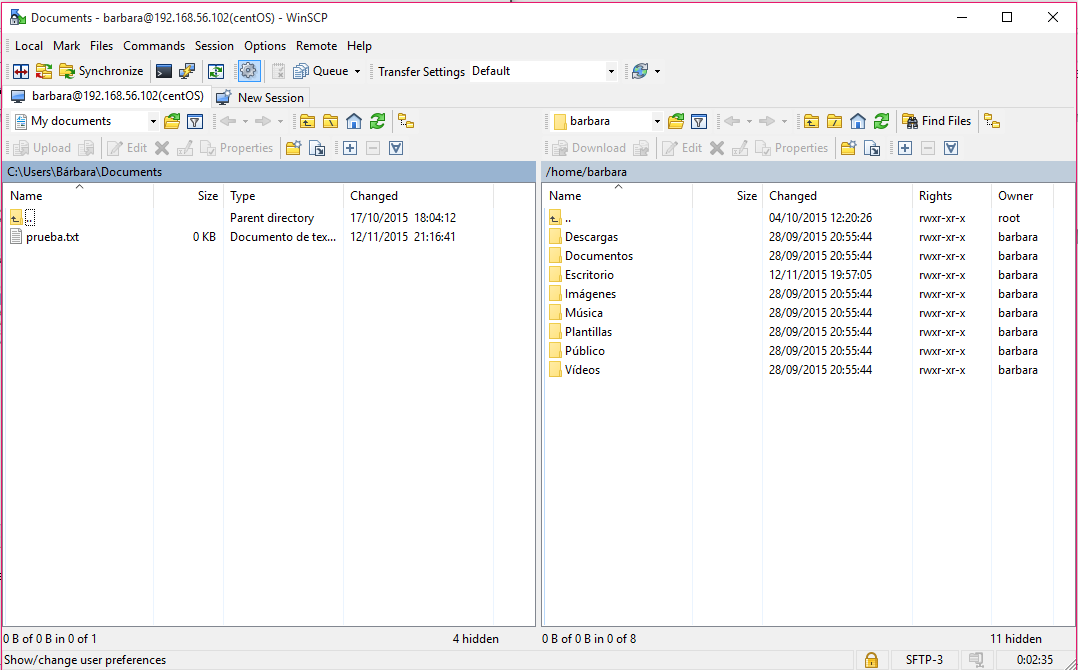 Documents - barbara@192.168.56.102(centOS) - WinSCP
Local Mark Files Commands Session Options Remote Help
Synchronize Queue Transfer Settings Default
barbara@192.168.56.102(centOS) New Session
My documents barbara Find Files
Upload Edit Properties Download Edit Properties
C:\Users\Bárbara\Documents /home/barbara
Name Size Type Changed Name Size Changed Rights Owner
.. Parent directory 17/10/2015 18:04:12 .. 04/10/2015 12:20:26 rwxr-xr-x root
prueba.txt 0 KB Documento de tex... 12/11/2015 21:16:41 Descargas 28/09/2015 20:55:44 rwxr-xr-x barbara
Documentos 28/09/2015 20:55:44 rwxr-xr-x barbara
Escritorio 12/11/2015 19:57:05 rwxr-xr-x barbara
Imágenes 28/09/2015 20:55:44 rwxr-xr-x barbara
Música 28/09/2015 20:55:44 rwxr-xr-x barbara
Plantillas 28/09/2015 20:55:44 rwxr-xr-x barbara
Público 28/09/2015 20:55:44 rwxr-xr-x barbara
Vídeos 28/09/2015 20:55:44 rwxr-xr-x barbara
0 B of 0 B in 0 of 1 4 hidden 0 B of 0 B in 0 of 8 11 hidden
Show/change user preferences SFTP-3 0:02:35